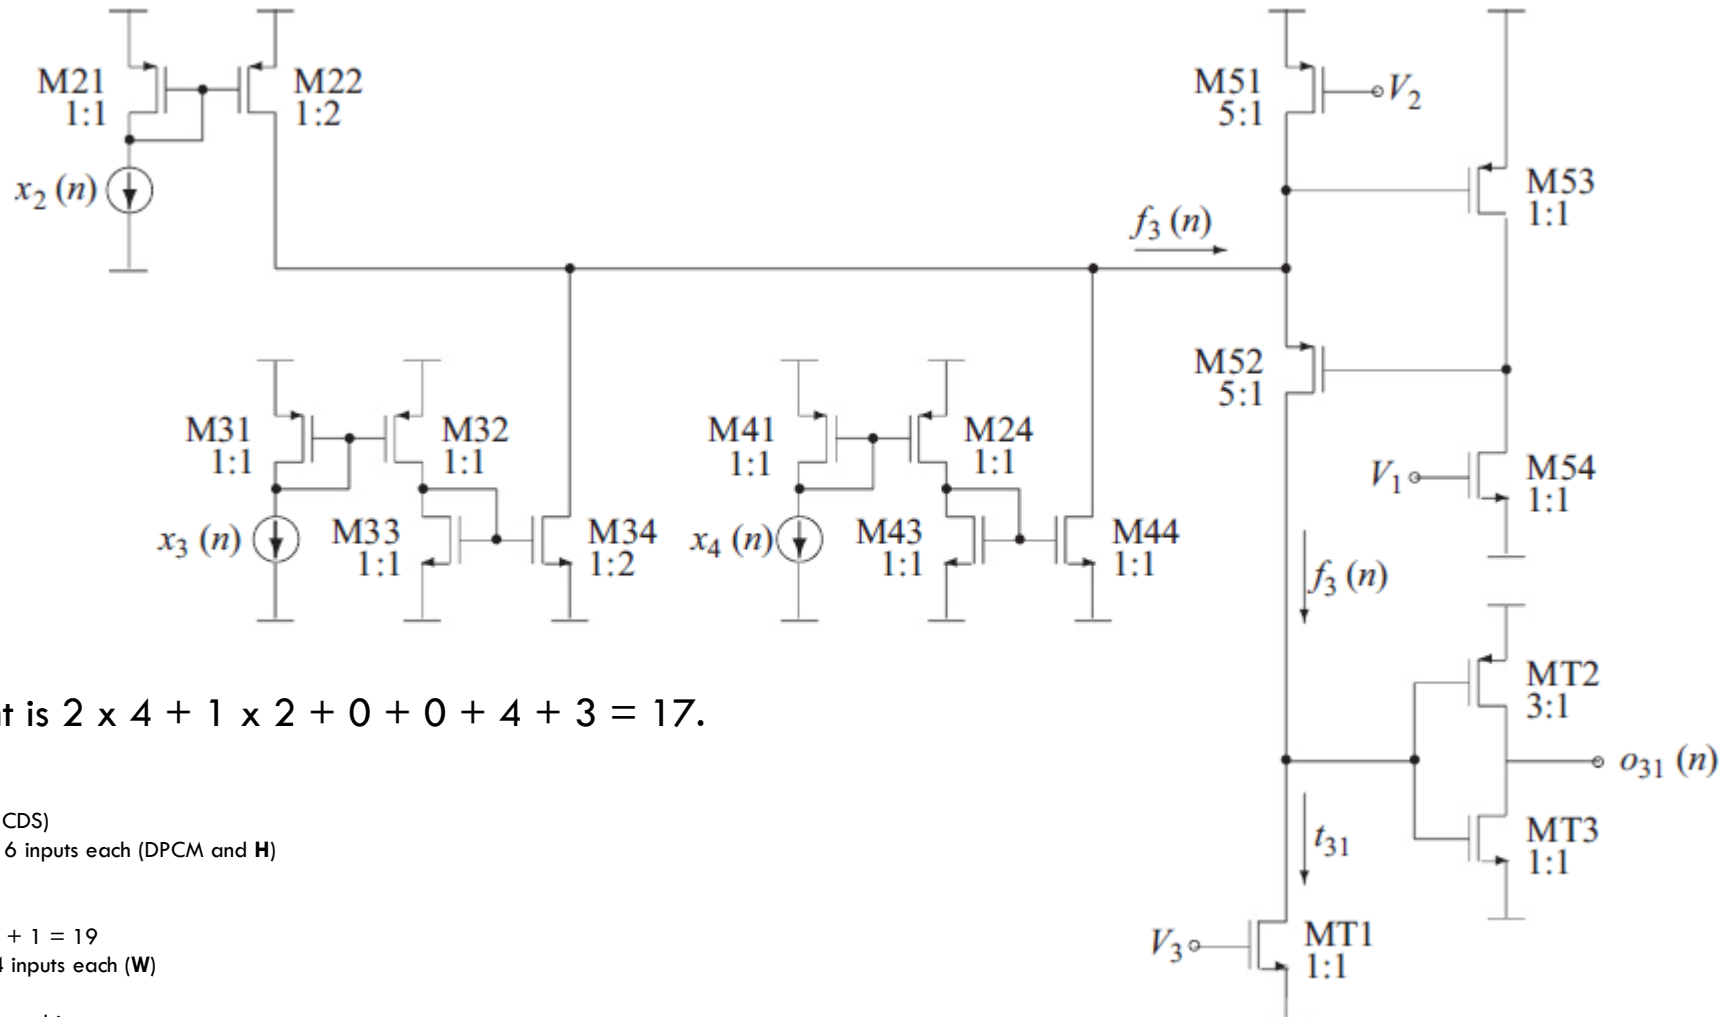 M21
1:1
M22
1:2
x₂ (n)
M51
5:1
V₂
M53
1:1
f₃ (n)
M31
1:1
M32
1:1
M41
1:1
M24
1:1
M52
5:1
V₁
M54
1:1
x₃ (n)
M33
1:1
M34
1:2
x₄ (n)
M43
1:1
M44
1:1
f₃ (n)
t is 2 x 4 + 1 x 2 + 0 + 0 + 4 + 3 = 17.
MT2
3:1
o₃₁ (n)
CDS)
6 inputs each (DPCM and H)
t₃₁
MT3
1:1
+ 1 = 19
4 inputs each (W)
V₃
MT1
1:1